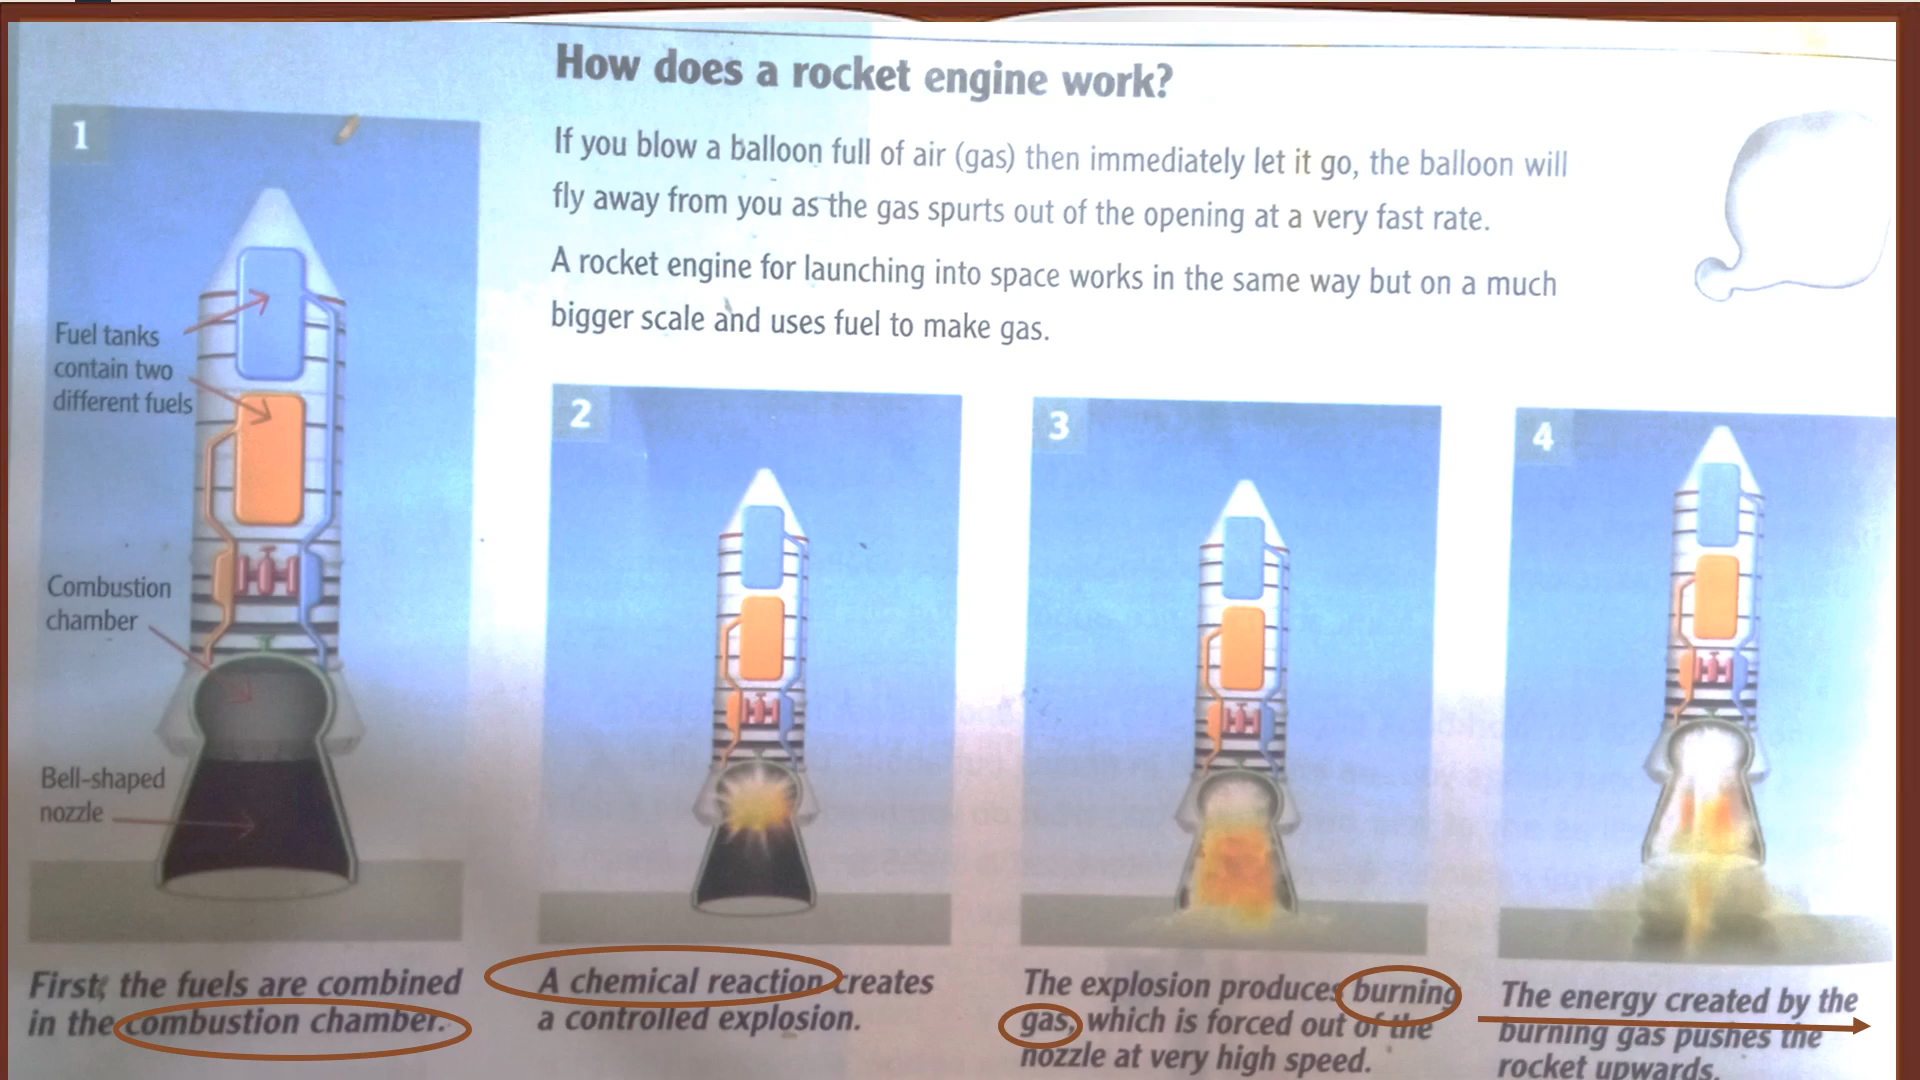 How does a rocket engine work?
If you blow a balloon full of air (gas) then immediately let it go, the balloon will
fly away from you as the gas spurts out of the opening at a very fast rate.
A rocket engine for launching into space works in the same way but on a much
bigger scale and uses fuel to make gas.
1
Fuel tanks
contain two
different fuels
Combustion
chamber
Bell-shaped
nozzle
First, the fuels are combined
in the combustion chamber.
2
A chemical reaction creates
a controlled explosion.
3
The explosion produces burning
gas, which is forced out of the
nozzle at very high speed.
4
The energy created by the
burning gas pushes the
rocket upwards.